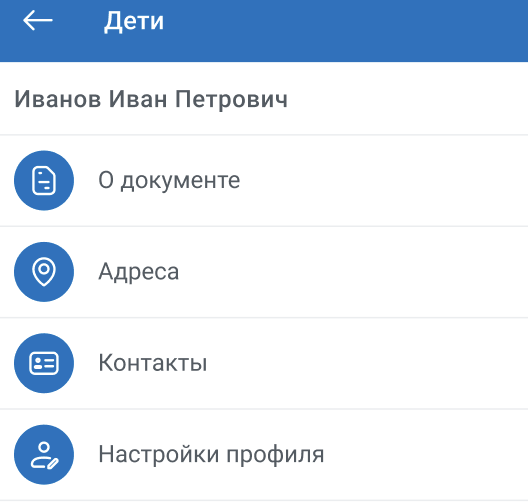 Дети
Иванов Иван Петрович
О документе
Адреса
Контакты
Настройки профиля